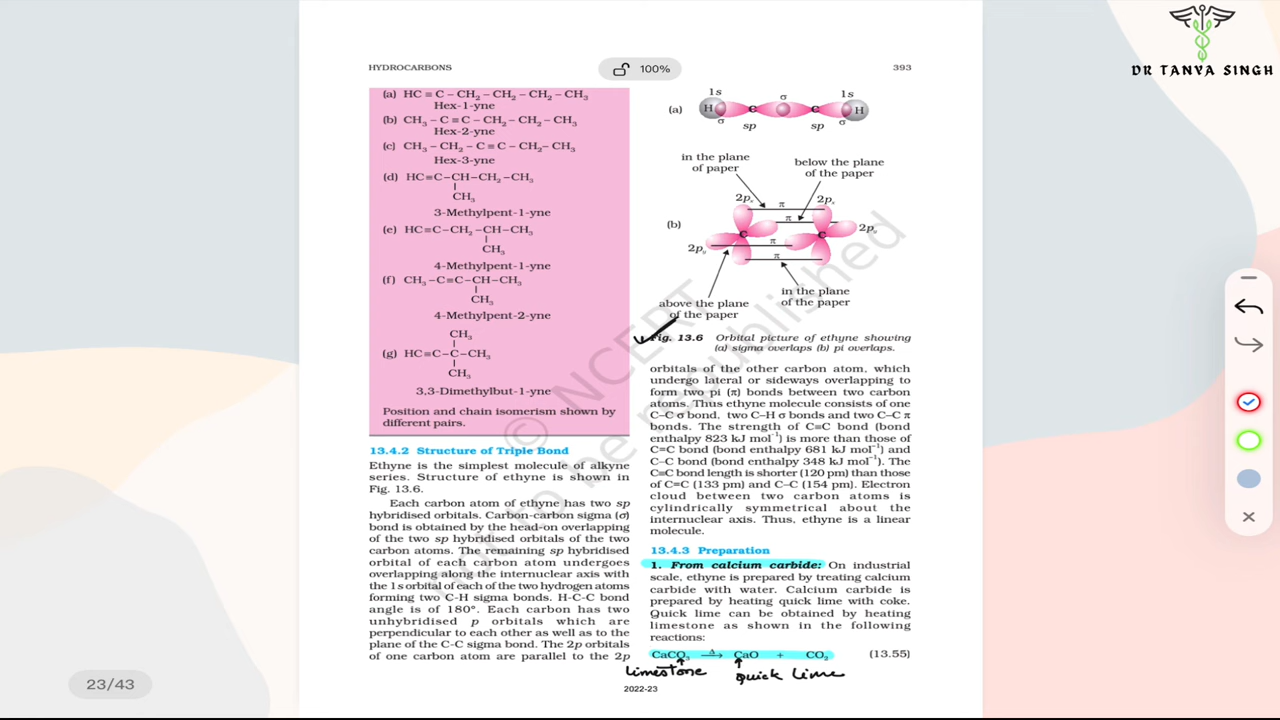 HYDROCARBONS
100%
393
DR TANYA SINGH
(a) HC ≡ C – CH₂ – CH₂ – CH₂ – CH₃
Hex-1-yne
(b) CH₃ – C ≡ C – CH₂ – CH₂ – CH₃
Hex-2-yne
(c) CH₃ – CH₂ – C ≡ C – CH₂– CH₃
Hex-3-yne
(d) HC≡C – CH – CH₂ – CH₃
CH₃
3-Methylpent-1-yne
(e) HC≡C – CH₂ – CH–CH₃
CH₃
4-Methylpent-1-yne
(f) CH₃ – C≡C–CH–CH₃
CH₃
4-Methylpent-2-yne
CH₃
(g) HC≡C–C–CH₃
CH₃
3,3-Dimethylbut-1-yne
Position and chain isomerism shown by
different pairs.
13.4.2 Structure of Triple Bond
Ethyne is the simplest molecule of alkyne
series. Structure of ethyne is shown in
Fig. 13.6.
Each carbon atom of ethyne has two sp
hybridised orbitals. Carbon-carbon sigma (σ)
bond is obtained by the head-on overlapping
of the two sp hybridised orbitals of the two
carbon atoms. The remaining sp hybridised
orbital of each carbon atom undergoes
overlapping along the internuclear axis with
the 1s orbital of each of the two hydrogen atoms
forming two C-H sigma bonds. H-C-C bond
angle is of 180°. Each carbon has two
unhybridised p orbitals which are
perpendicular to each other as well as to the
plane of the C-C sigma bond. The 2p orbitals
of one carbon atom are parallel to the 2p
1s σ 1s
(a) H C C H
σ sp sp σ
in the plane
of paper
below the plane
of the paper
2pₓ π 2pₓ
π
(b) C C 2pᵧ
2pᵧ π
π
above the plane
of the paper
in the plane
of the paper
Fig. 13.6 Orbital picture of ethyne showing
(a) sigma overlaps (b) pi overlaps.
orbitals of the other carbon atom, which
undergo lateral or sideways overlapping to
form two pi (π) bonds between two carbon
atoms. Thus ethyne molecule consists of one
C–C σ bond, two C–H σ bonds and two C–C π
bonds. The strength of C≡C bond (bond
enthalpy 823 kJ mol⁻¹) is more than those of
C=C bond (bond enthalpy 681 kJ mol⁻¹) and
C–C bond (bond enthalpy 348 kJ mol⁻¹). The
C≡C bond length is shorter (120 pm) than those
of C=C (133 pm) and C–C (154 pm). Electron
cloud between two carbon atoms is
cylindrically symmetrical about the
internuclear axis. Thus, ethyne is a linear
molecule.
13.4.3 Preparation
1. From calcium carbide: On industrial
scale, ethyne is prepared by treating calcium
carbide with water. Calcium carbide is
prepared by heating quick lime with coke.
Quick lime can be obtained by heating
limestone as shown in the following
reactions:
CaCO₃ Δ⟶ CaO + CO₂ (13.55)
limestone quick lime
2022-23
© NCERT
not to be republished
23/43